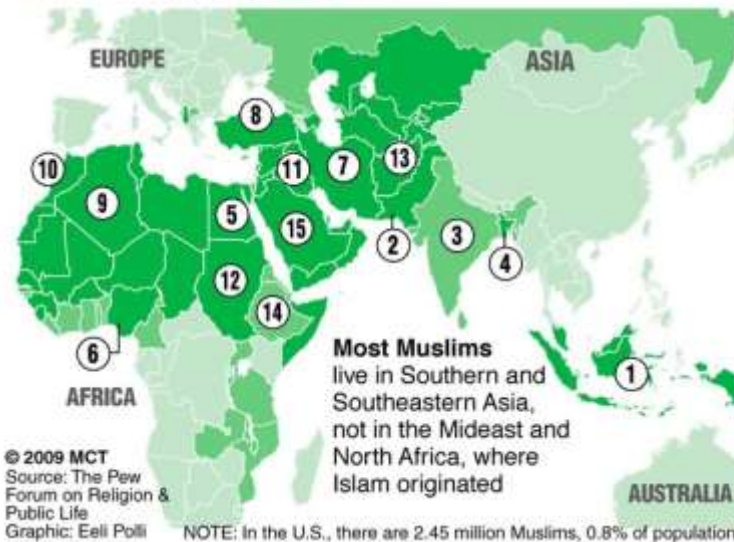 EUROPE
ASIA
8
10
11
7
13
9
5
15
2
3
4
12
14
6
1
AFRICA
Most Muslims
live in Southern and
Southeastern Asia,
not in the Mideast and
North Africa, where
Islam originated
AUSTRALIA
© 2009 MCT
Source: The Pew
Forum on Religion &
Public Life
Graphic: Eeli Polli
NOTE: In the U.S., there are 2.45 million Muslims, 0.8% of population